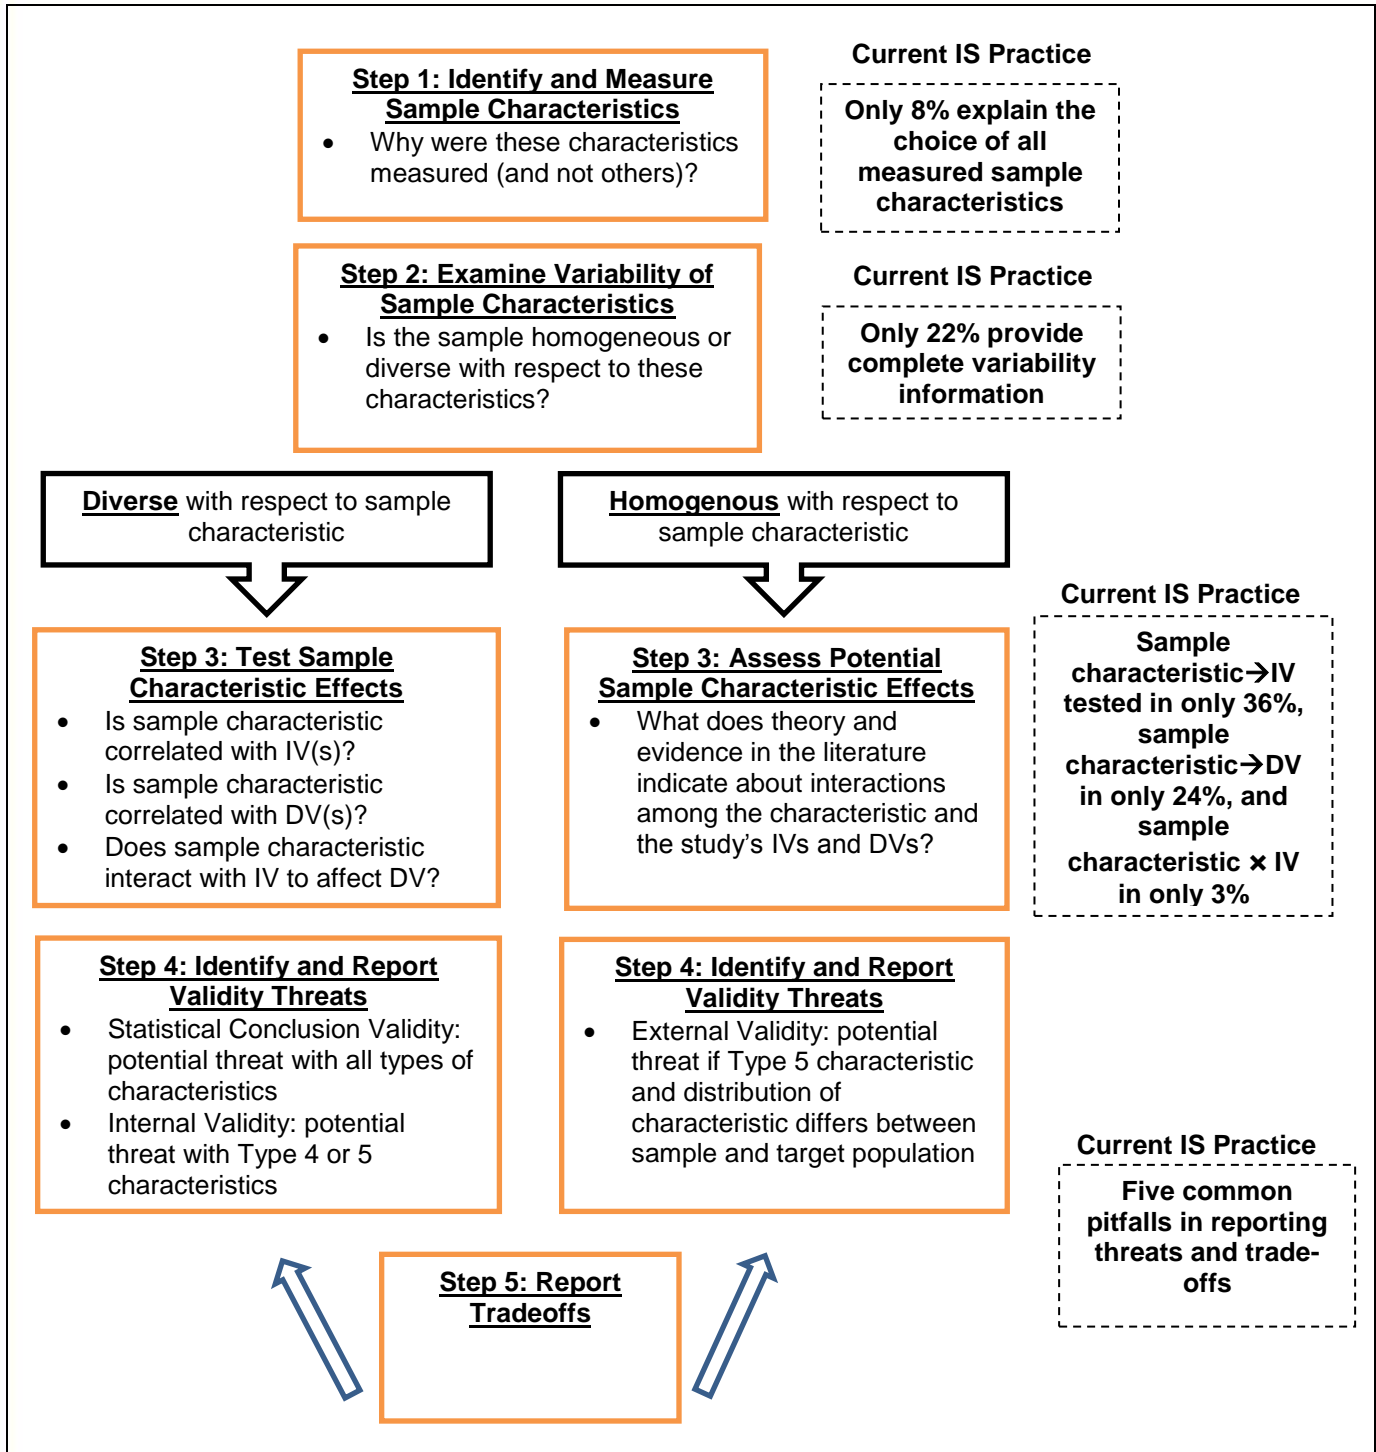 Current IS Practice
Step 1: Identify and Measure
Sample Characteristics
• Why were these characteristics
measured (and not others)?
Only 8% explain the
choice of all
measured sample
characteristics
Step 2: Examine Variability of
Sample Characteristics
• Is the sample homogeneous or
diverse with respect to these
characteristics?
Current IS Practice
Only 22% provide
complete variability
information
Diverse with respect to sample
characteristic
Homogenous with respect to
sample characteristic
Step 3: Test Sample
Characteristic Effects
• Is sample characteristic
correlated with IV(s)?
• Is sample characteristic
correlated with DV(s)?
• Does sample characteristic
interact with IV to affect DV?
Step 3: Assess Potential
Sample Characteristic Effects
• What does theory and
evidence in the literature
indicate about interactions
among the characteristic and
the study's IVs and DVs?
Current IS Practice
Sample
characteristic→IV
tested in only 36%,
sample
characteristic→DV
in only 24%, and
sample
characteristic × IV
in only 3%
Step 4: Identify and Report
Validity Threats
• Statistical Conclusion Validity:
potential threat with all types of
characteristics
• Internal Validity: potential
threat with Type 4 or 5
characteristics
Step 4: Identify and Report
Validity Threats
• External Validity: potential
threat if Type 5 characteristic
and distribution of
characteristic differs between
sample and target population
Current IS Practice
Five common
pitfalls in reporting
threats and trade-
offs
Step 5: Report
Tradeoffs